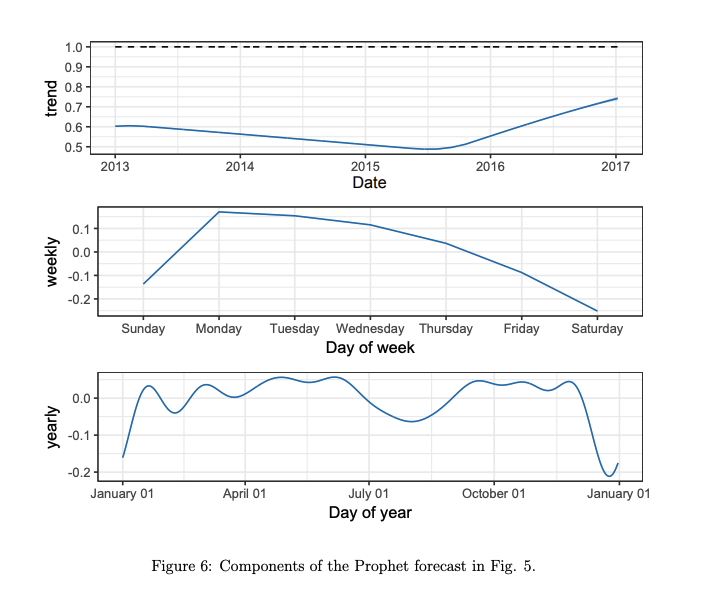 1.0
0.9
0.8
0.7
0.6
0.5
trend
2013 2014 2015 2016 2017
Date
0.1
0.0
-0.1
-0.2
weekly
Sunday Monday Tuesday Wednesday Thursday Friday Saturday
Day of week
0.0
-0.1
-0.2
yearly
January 01 April 01 July 01 October 01 January 01
Day of year
Figure 6: Components of the Prophet forecast in Fig. 5.